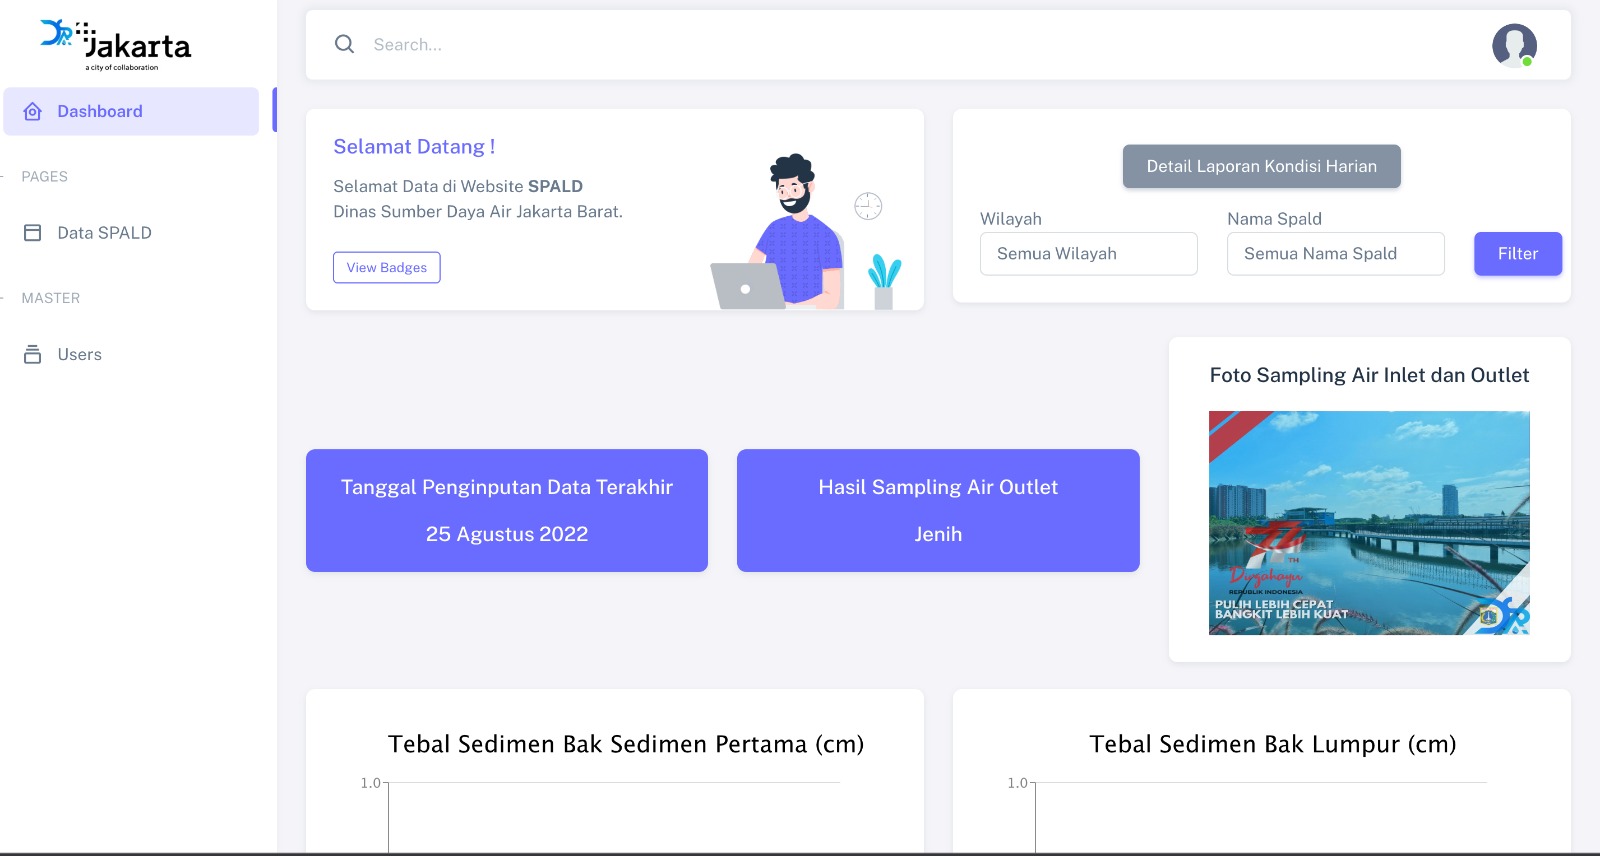 Jakarta
a city of collaboration
Dashboard
PAGES
Data SPALD
MASTER
Users
Search...
Selamat Datang !
Selamat Data di Website SPALD
Dinas Sumber Daya Air Jakarta Barat.
View Badges
Detail Laporan Kondisi Harian
Wilayah
Nama Spald
Semua Wilayah
Semua Nama Spald
Filter
Tanggal Penginputan Data Terakhir
25 Agustus 2022
Hasil Sampling Air Outlet
Jenih
Foto Sampling Air Inlet dan Outlet
TH
Dirgahayu
REPUBLIK INDONESIA
PULIH LEBIH CEPAT
BANGKIT LEBIH KUAT
Tebal Sedimen Bak Sedimen Pertama (cm)
1.0
Tebal Sedimen Bak Lumpur (cm)
1.0